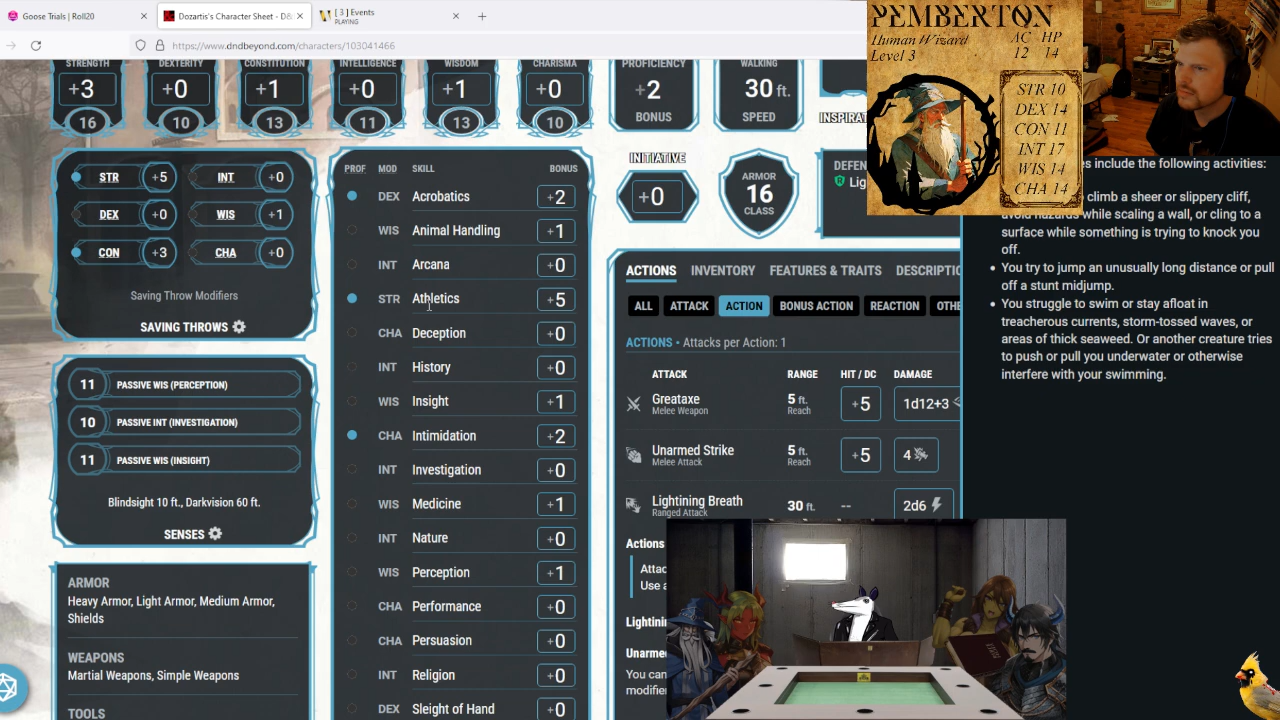 Goose Trials | Roll20
Dozartis's Character Sheet - D&
[ 3 ] Events
PLAYING
https://www.dndbeyond.com/characters/103041466
STRENGTH
+3
16
DEXTERITY
+0
10
CONSTITUTION
+1
13
INTELLIGENCE
+0
11
WISDOM
+1
13
CHARISMA
+0
10
PROFICIENCY
+2
BONUS
WALKING
30 ft.
SPEED
STR +5
INT +0
DEX +0
WIS +1
CON +3
CHA +0
Saving Throw Modifiers
SAVING THROWS
11 PASSIVE WIS (PERCEPTION)
10 PASSIVE INT (INVESTIGATION)
11 PASSIVE WIS (INSIGHT)
Blindsight 10 ft., Darkvision 60 ft.
SENSES
ARMOR
Heavy Armor, Light Armor, Medium Armor,
Shields
WEAPONS
Martial Weapons, Simple Weapons
TOOLS
PROF MOD SKILL BONUS
DEX Acrobatics +2
WIS Animal Handling +1
INT Arcana +0
STR Athletics +5
CHA Deception +0
INT History +0
WIS Insight +1
CHA Intimidation +2
INT Investigation +0
WIS Medicine +1
INT Nature +0
WIS Perception +1
CHA Performance +0
CHA Persuasion +0
INT Religion +0
DEX Sleight of Hand +0
INITIATIVE
+0
ARMOR
16
CLASS
ACTIONS INVENTORY FEATURES & TRAITS
ALL ATTACK ACTION BONUS ACTION REACTION
ACTIONS • Attacks per Action: 1
ATTACK RANGE HIT / DC DAMAGE
Greataxe 5 ft. +5 1d12+3
Melee Weapon Reach
Unarmed Strike 5 ft. +5 4
Melee Attack Reach
Lightning Breath 30 ft. -- 2d6
Ranged Attack
Actions
Use a
You can
PEMBERTON
Human Wizard
Level 3
AC HP
12 14
STR 10
DEX 14
CON 11
INT 17
WIS 14
CHA 14
include the following activities:
climb a sheer or slippery cliff,
avoid hazards while scaling a wall, or cling to a
surface while something is trying to knock you
off.
• You try to jump an unusually long distance or pull
off a stunt midjump.
• You struggle to swim or stay afloat in
treacherous currents, storm-tossed waves, or
areas of thick seaweed. Or another creature tries
to push or pull you underwater or otherwise
interfere with your swimming.